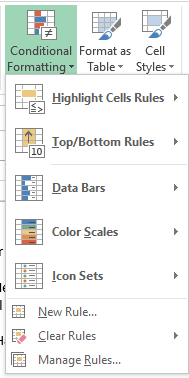 Conditional Format as Cell
Formatting Table Styles
≠
≤ >
Highlight Cells Rules
10
Top/Bottom Rules
Data Bars
Color Scales
Icon Sets
New Rule...
Clear Rules
Manage Rules...